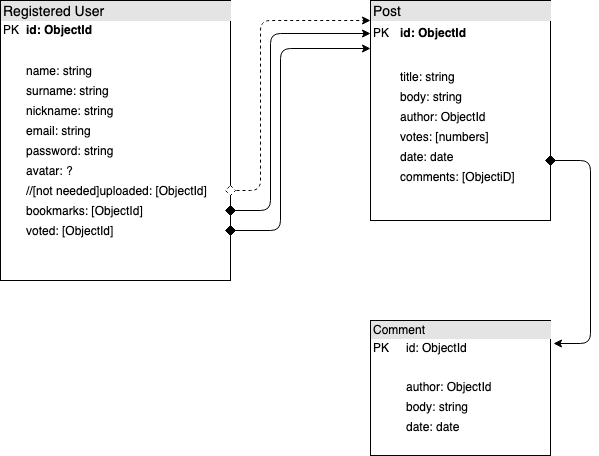 Registered User
PK id: ObjectId
name: string
surname: string
nickname: string
email: string
password: string
avatar: ?
//[not needed]uploaded: [ObjectId]
bookmarks: [ObjectId]
voted: [ObjectId]
Post
PK id: ObjectId
title: string
body: string
author: ObjectId
votes: [numbers]
date: date
comments: [ObjectiD]
Comment
PK id: ObjectId
author: ObjectId
body: string
date: date